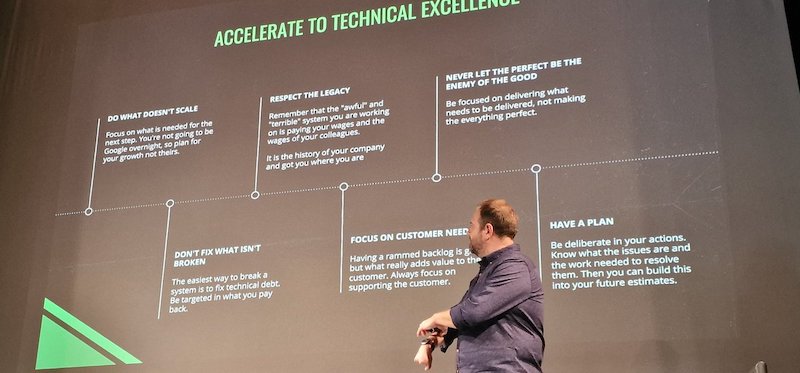 ACCELERATE TO TECHNICAL EXCELLENCE
DO WHAT DOESN'T SCALE
Focus on what is needed for the
next step. You're not going to be
Google overnight, so plan for
your growth not theirs.
RESPECT THE LEGACY
Remember that the "awful" and
"terrible" system you are working
on is paying your wages and the
wages of your colleagues.
It is the history of your company
and got you where you are
NEVER LET THE PERFECT BE THE
ENEMY OF THE GOOD
Be focused on delivering what
needs to be delivered, not making
the everything perfect.
DON'T FIX WHAT ISN'T
BROKEN
The easiest way to break a
system is to fix technical debt.
Be targeted in what you pay
back.
FOCUS ON CUSTOMER
Having a rammed backlog is
but what really adds value to the
customer. Always focus on
supporting the customer.
HAVE A PLAN
Be deliberate in your actions.
Know what the issues are and
the work needed to resolve
them. Then you can build this
into your future estimates.